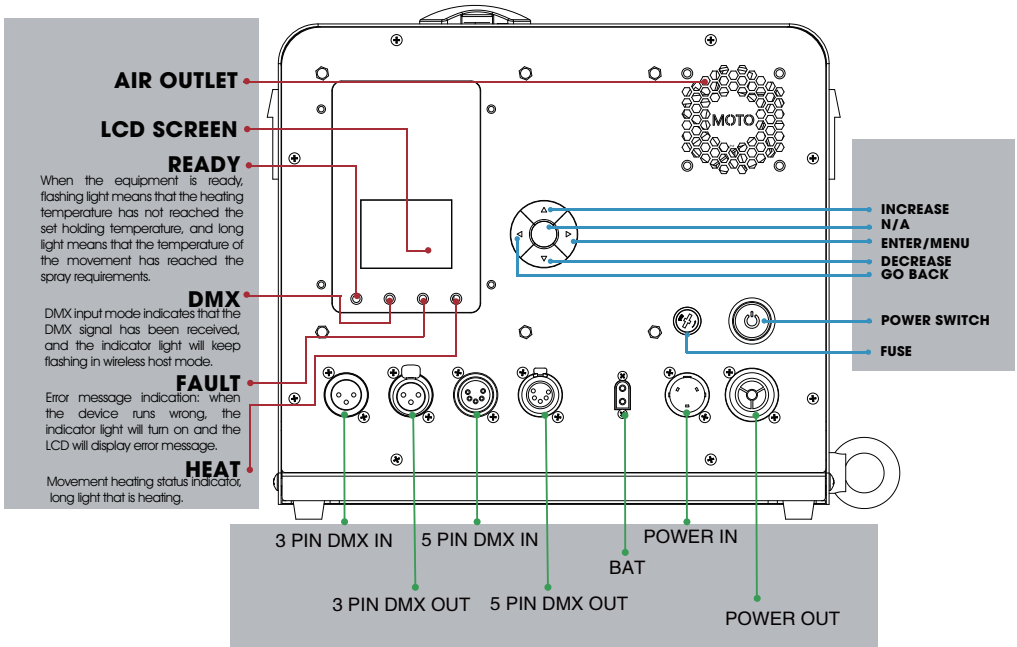 AIR OUTLET
LCD SCREEN
READY
When the equipment is ready,
flashing light means that the heating
temperature has not reached the
set holding temperature, and long
light means that the temperature of
the movement has reached the
spray requirements.
DMX
DMX input mode indicates that the
DMX signal has been received,
and the indicator light will keep
flashing in wireless host mode.
FAULT
Error message indication: when
the device runs wrong, the
indicator light will turn on and the
LCD will display error message.
HEAT
Movement heating status indicator,
long light that is heating.
MOTO
INCREASE
N/A
ENTER/MENU
DECREASE
GO BACK
POWER SWITCH
FUSE
3 PIN DMX IN
5 PIN DMX IN
POWER IN
BAT
3 PIN DMX OUT
5 PIN DMX OUT
POWER OUT